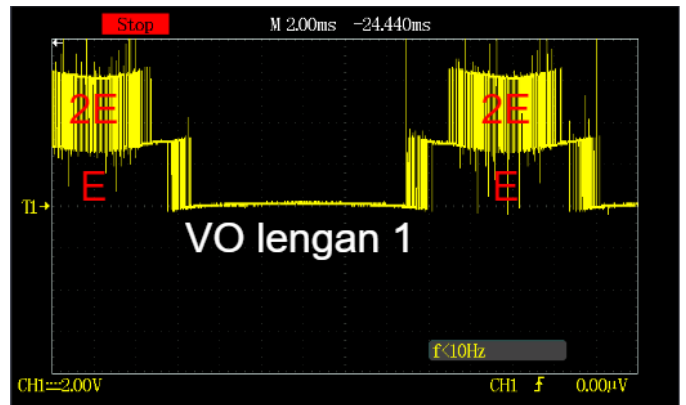 Stop M 2.00ms -24.440ms
2E 2E
E E
T1
VO lengan 1
f<10Hz
CH1 2.00V CH1 0.00μV